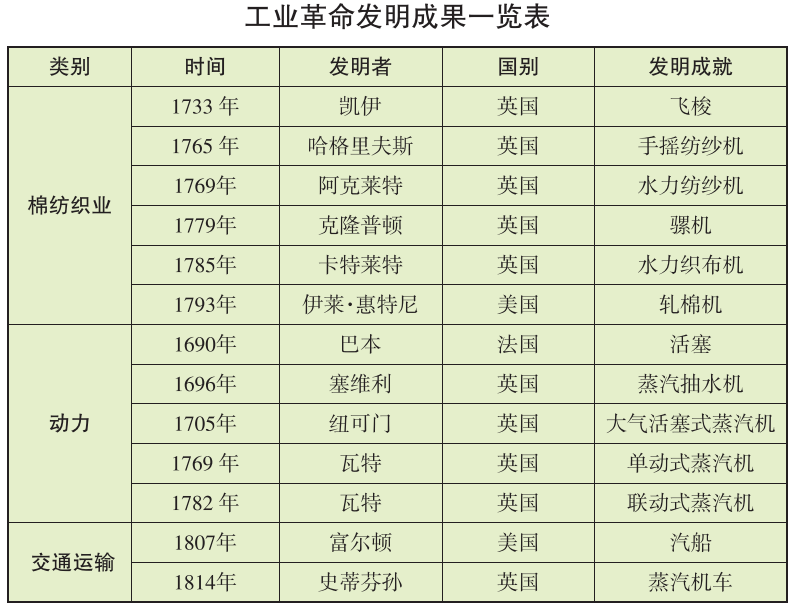 工业革命发明成果一览表
类别 时间 发明者 国别 发明成就
棉纺织业 1733 年 凯伊 英国 飞梭
1765 年 哈格里夫斯 英国 手摇纺纱机
1769年 阿克莱特 英国 水力纺纱机
1779年 克隆普顿 英国 骡机
1785年 卡特莱特 英国 水力织布机
1793年 伊莱·惠特尼 美国 轧棉机
动力 1690年 巴本 法国 活塞
1696年 塞维利 英国 蒸汽抽水机
1705年 纽可门 英国 大气活塞式蒸汽机
1769 年 瓦特 英国 单动式蒸汽机
1782 年 瓦特 英国 联动式蒸汽机
交通运输 1807年 富尔顿 美国 汽船
1814年 史蒂芬孙 英国 蒸汽机车